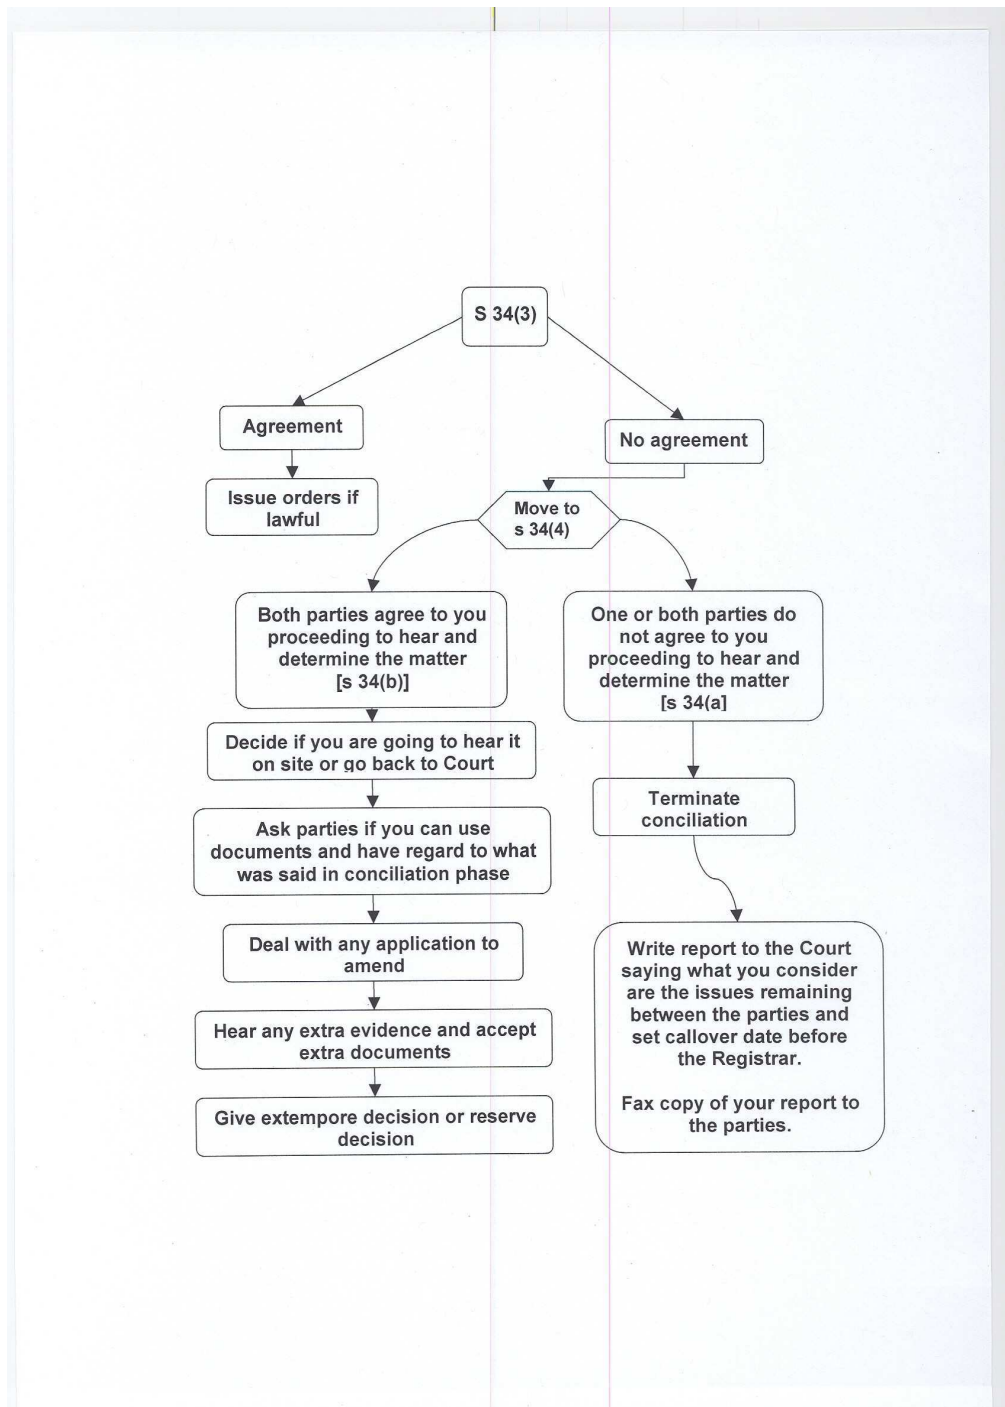 S 34(3)
Agreement
No agreement
Issue orders if
lawful
Move to
s 34(4)
Both parties agree to you
proceeding to hear and
determine the matter
[s 34(b)]
One or both parties do
not agree to you
proceeding to hear and
determine the matter
[s 34(a]
Decide if you are going to hear it
on site or go back to Court
Terminate
conciliation
Ask parties if you can use
documents and have regard to what
was said in conciliation phase
Deal with any application to
amend
Hear any extra evidence and accept
extra documents
Give extempore decision or reserve
decision
Write report to the Court
saying what you consider
are the issues remaining
between the parties and
set callover date before
the Registrar.
Fax copy of your report to
the parties.